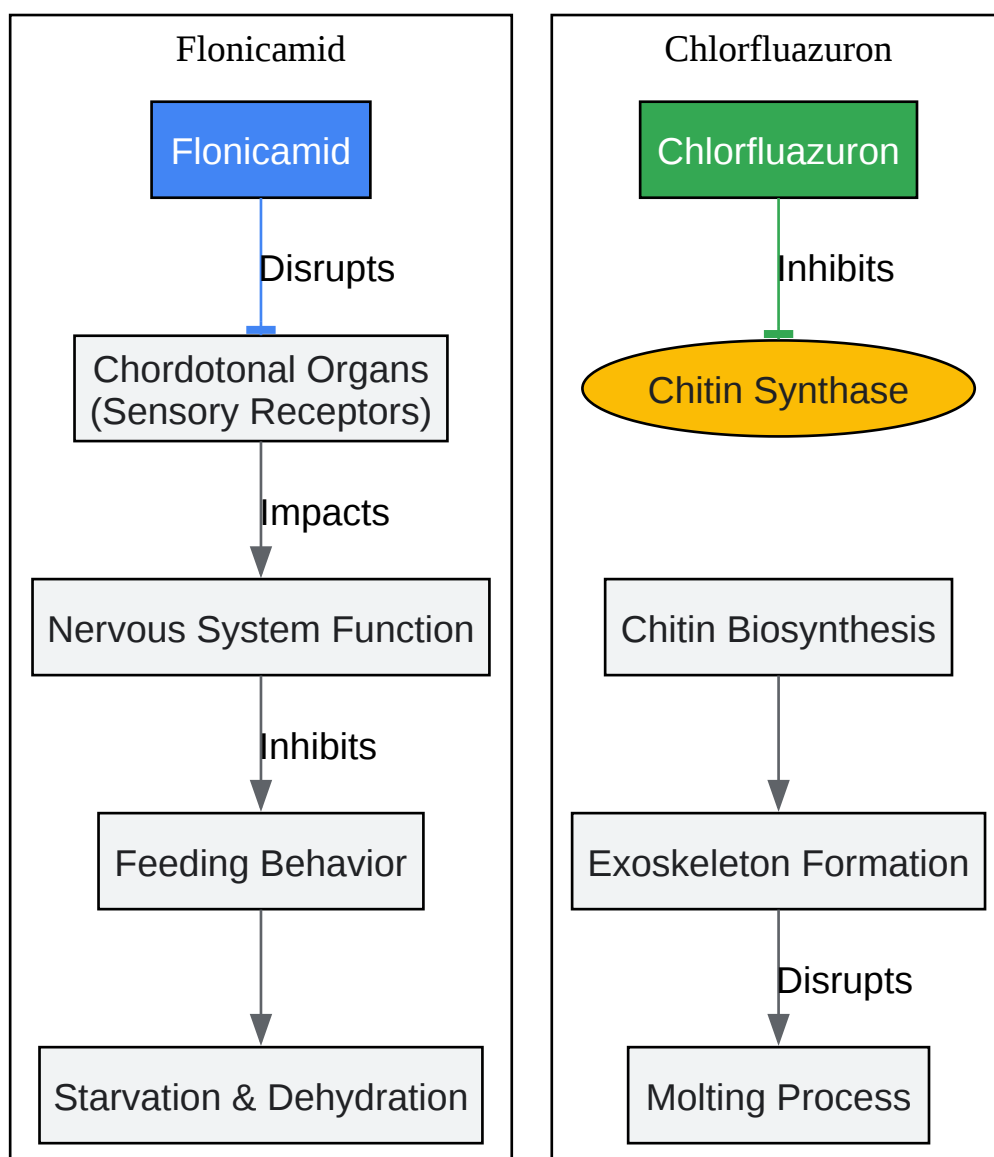 Flonicamid
Flonicamid
Disrupts
Chordotonal Organs
(Sensory Receptors)
Impacts
Nervous System Function
Inhibits
Feeding Behavior
Starvation & Dehydration
Chlorfluazuron
Chlorfluazuron
Inhibits
Chitin Synthase
Chitin Biosynthesis
Exoskeleton Formation
Disrupts
Molting Process